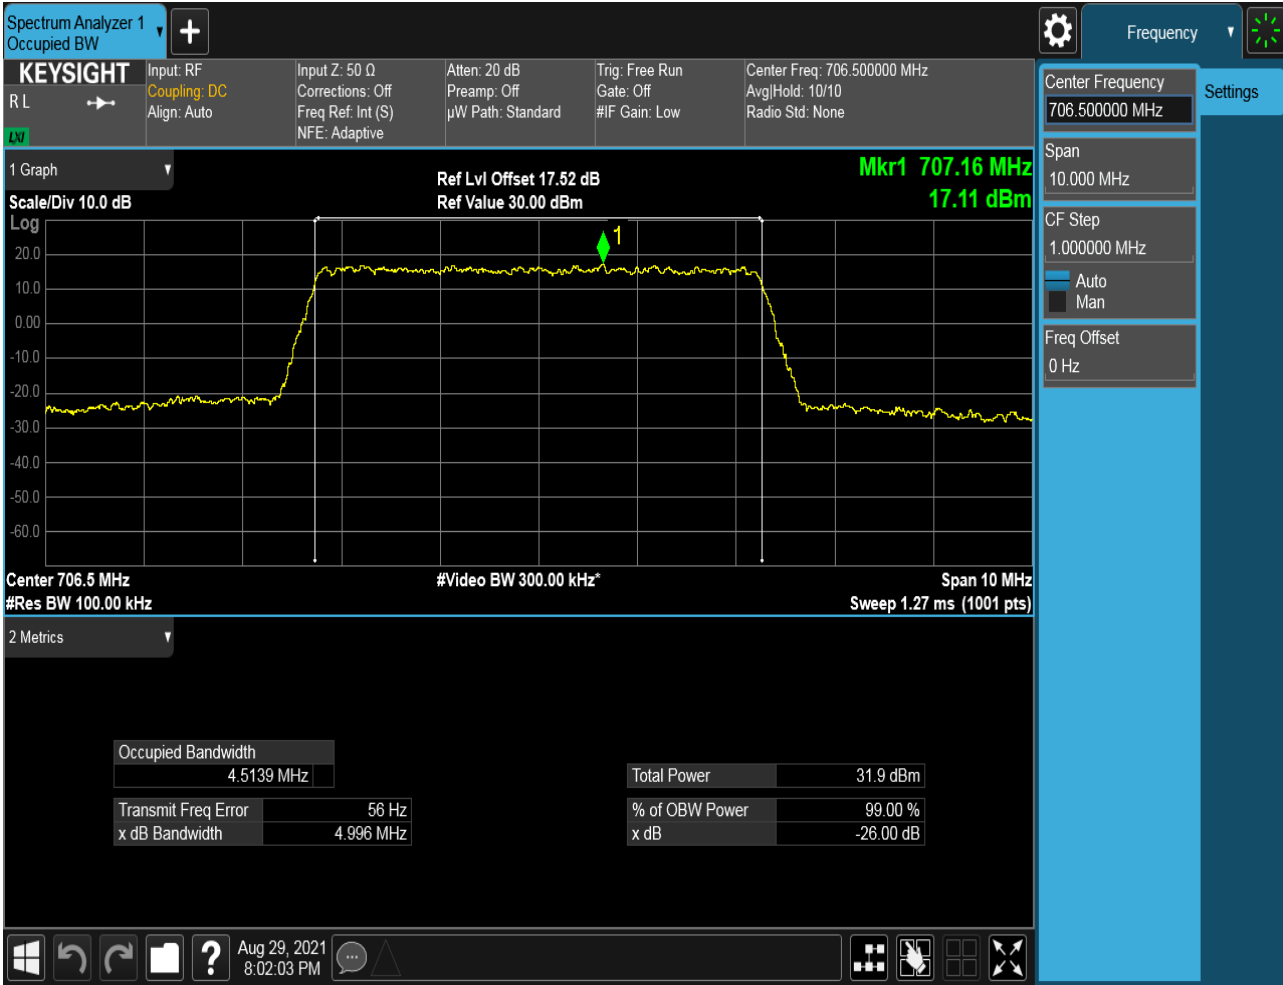 Spectrum Analyzer 1
Occupied BW
+
Frequency
KEYSIGHT
R L
LXI
Input: RF
Coupling: DC
Align: Auto
Input Z: 50 Ω
Corrections: Off
Freq Ref: Int (S)
NFE: Adaptive
Atten: 20 dB
Preamp: Off
µW Path: Standard
Trig: Free Run
Gate: Off
#IF Gain: Low
Center Freq: 706.500000 MHz
Avg|Hold: 10/10
Radio Std: None
Center Frequency
706.500000 MHz
Settings
Span
10.000 MHz
CF Step
1.000000 MHz
Auto
Man
Freq Offset
0 Hz
1 Graph
Scale/Div 10.0 dB
Ref Lvl Offset 17.52 dB
Ref Value 30.00 dBm
Mkr1 707.16 MHz
17.11 dBm
Log
1
20.0
10.0
0.00
-10.0
-20.0
-30.0
-40.0
-50.0
-60.0
Center 706.5 MHz
#Video BW 300.00 kHz*
Span 10 MHz
#Res BW 100.00 kHz
Sweep 1.27 ms (1001 pts)
2 Metrics
Occupied Bandwidth
4.5139 MHz
Total Power 31.9 dBm
Transmit Freq Error 56 Hz
% of OBW Power 99.00 %
x dB Bandwidth 4.996 MHz
x dB -26.00 dB
?
Aug 29, 2021
8:02:03 PM